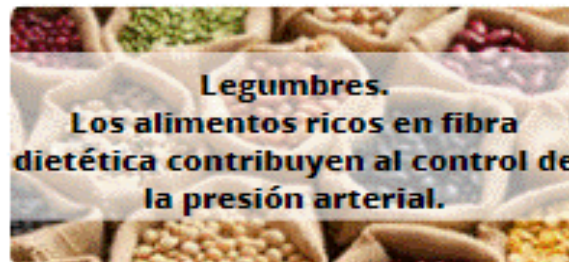 Legumbres.
Los alimentos ricos en fibra
dietética contribuyen al control de
la presión arterial.